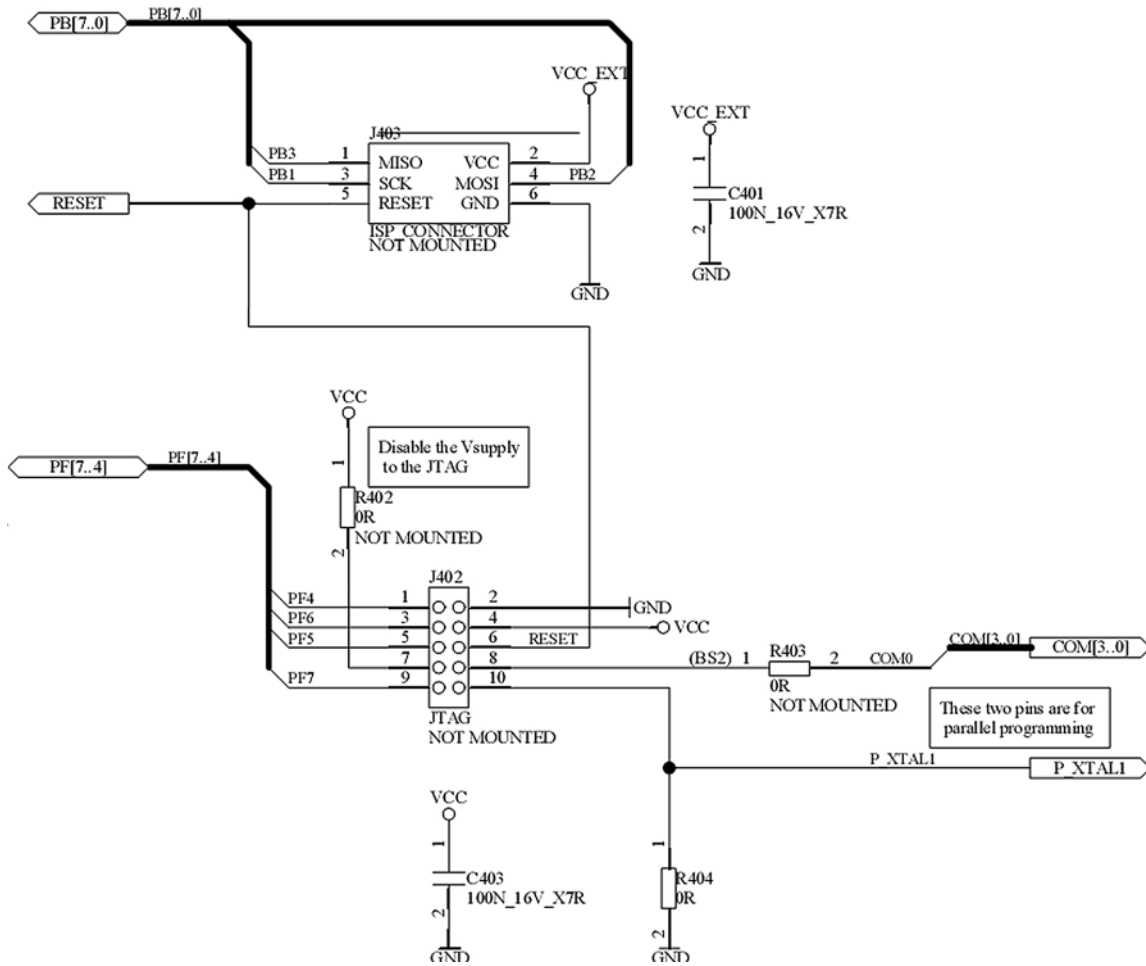 PB[7..0]
PB[7..0]
VCC_EXT
J403
PB3
1
MISO
VCC
2
PB1
3
SCK
MOSI
4
PB2
RESET
5
RESET
GND
6
ISP_CONNECTOR
NOT MOUNTED
GND
VCC_EXT
1
C401
100N_16V_X7R
2
GND
VCC
Disable the Vsupply
to the JTAG
PF[7..4]
PF[7..4]
1
R402
0R
NOT MOUNTED
2
J402
PF4
1
2
GND
PF6
3
4
VCC
PF5
5
6
RESET
7
8
(BS2)
1
R403
2
COM0
COM[3..0]
COM[3..0]
0R
NOT MOUNTED
PF7
9
10
JTAG
NOT MOUNTED
These two pins are for
parallel programming
P_XTAL1
P_XTAL1
VCC
1
C403
100N_16V_X7R
2
GND
1
R404
0R
2
GND